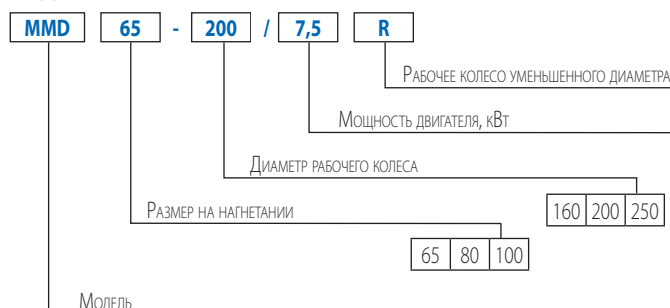 MMD 65 - 200 / 7,5 R
Рабочее колесо уменьшенного диаметра
Мощность двигателя, кВт
Диаметр рабочего колеса
160 200 250
Размер на нагнетании
65 80 100
Модель